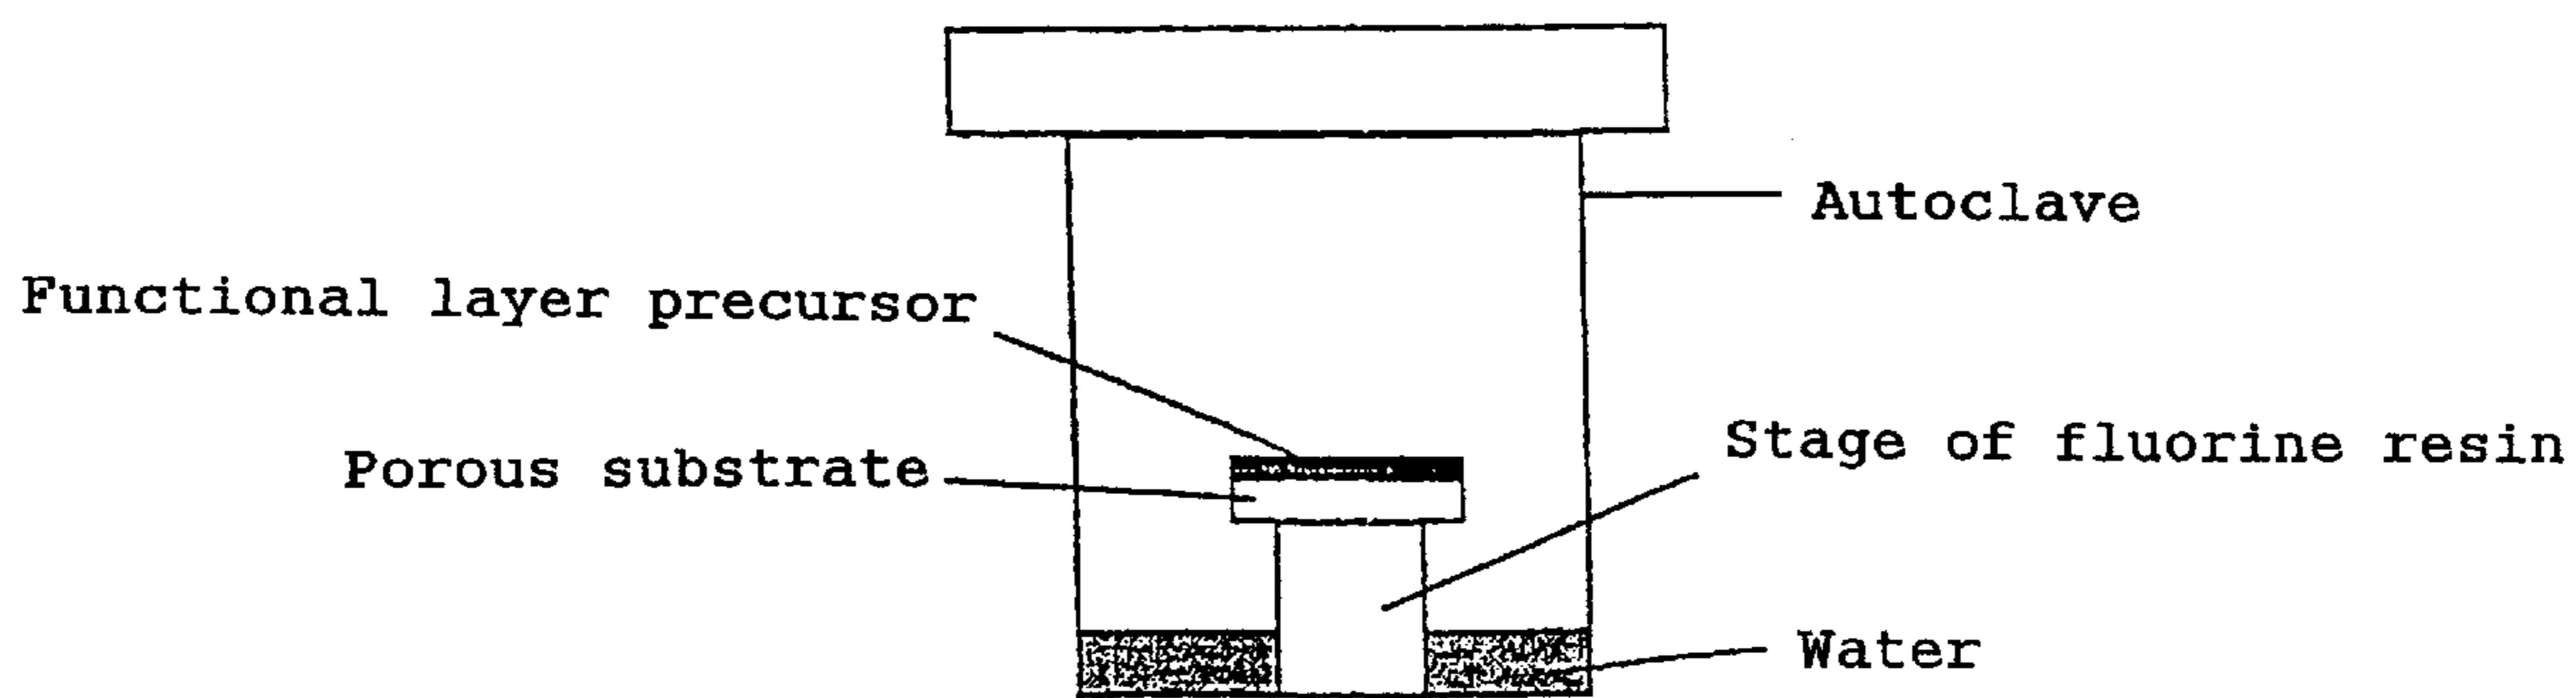 Autoclave
Functional layer precursor
Stage of fluorine resin
Porous substrate
Water